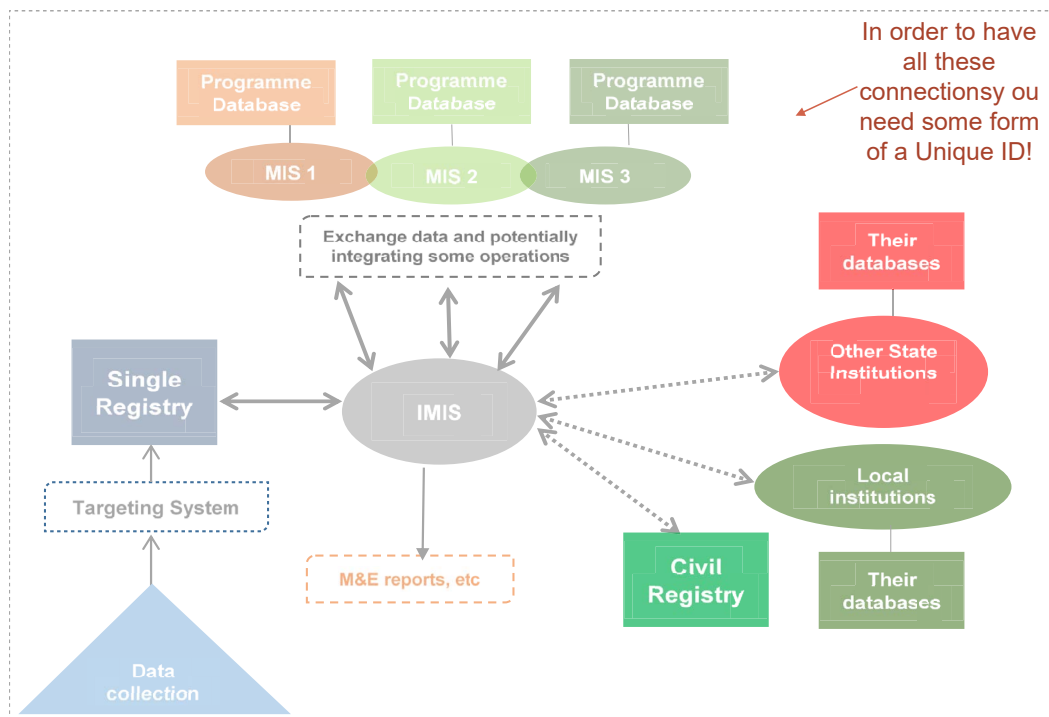 In order to have
all these
connectionsy ou
need some form
of a Unique ID!
Programme
Database
Programme
Database
Programme
Database
MIS 1
MIS 2
MIS 3
Exchange data and potentially
integrating some operations
Their
databases
Other State
Institutions
Single
Registry
IMIS
Local
institutions
Targeting System
Civil
Registry
M&E reports, etc
Their
databases
Data
collection